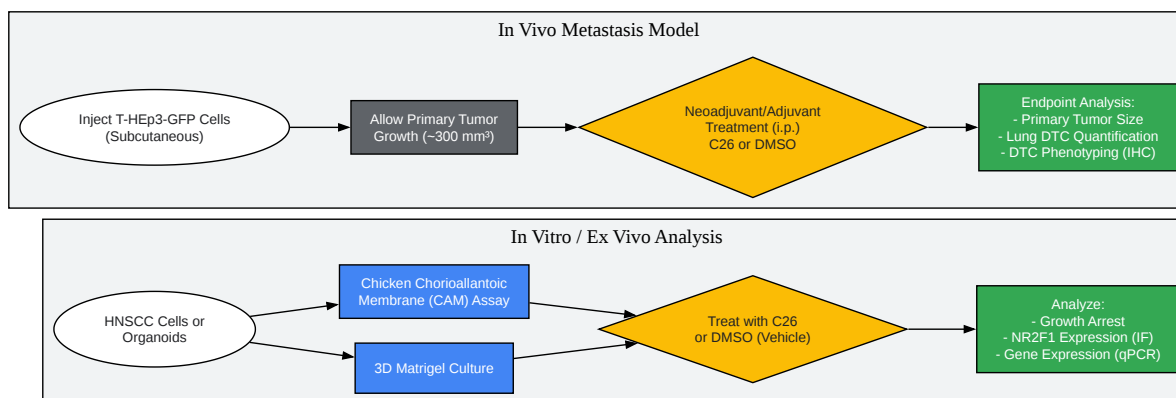 In Vivo Metastasis Model
Inject T-HEp3-GFP Cells
(Subcutaneous)
Allow Primary Tumor
Growth (~300 mm³)
Neoadjuvant/Adjuvant
Treatment (i.p.)
C26 or DMSO
Endpoint Analysis:
- Primary Tumor Size
- Lung DTC Quantification
- DTC Phenotyping (IHC)
In Vitro / Ex Vivo Analysis
HNSCC Cells or
Organoids
Chicken Chorioallantoic
Membrane (CAM) Assay
3D Matrigel Culture
Treat with C26
or DMSO (Vehicle)
Analyze:
- Growth Arrest
- NR2F1 Expression (IF)
- Gene Expression (qPCR)